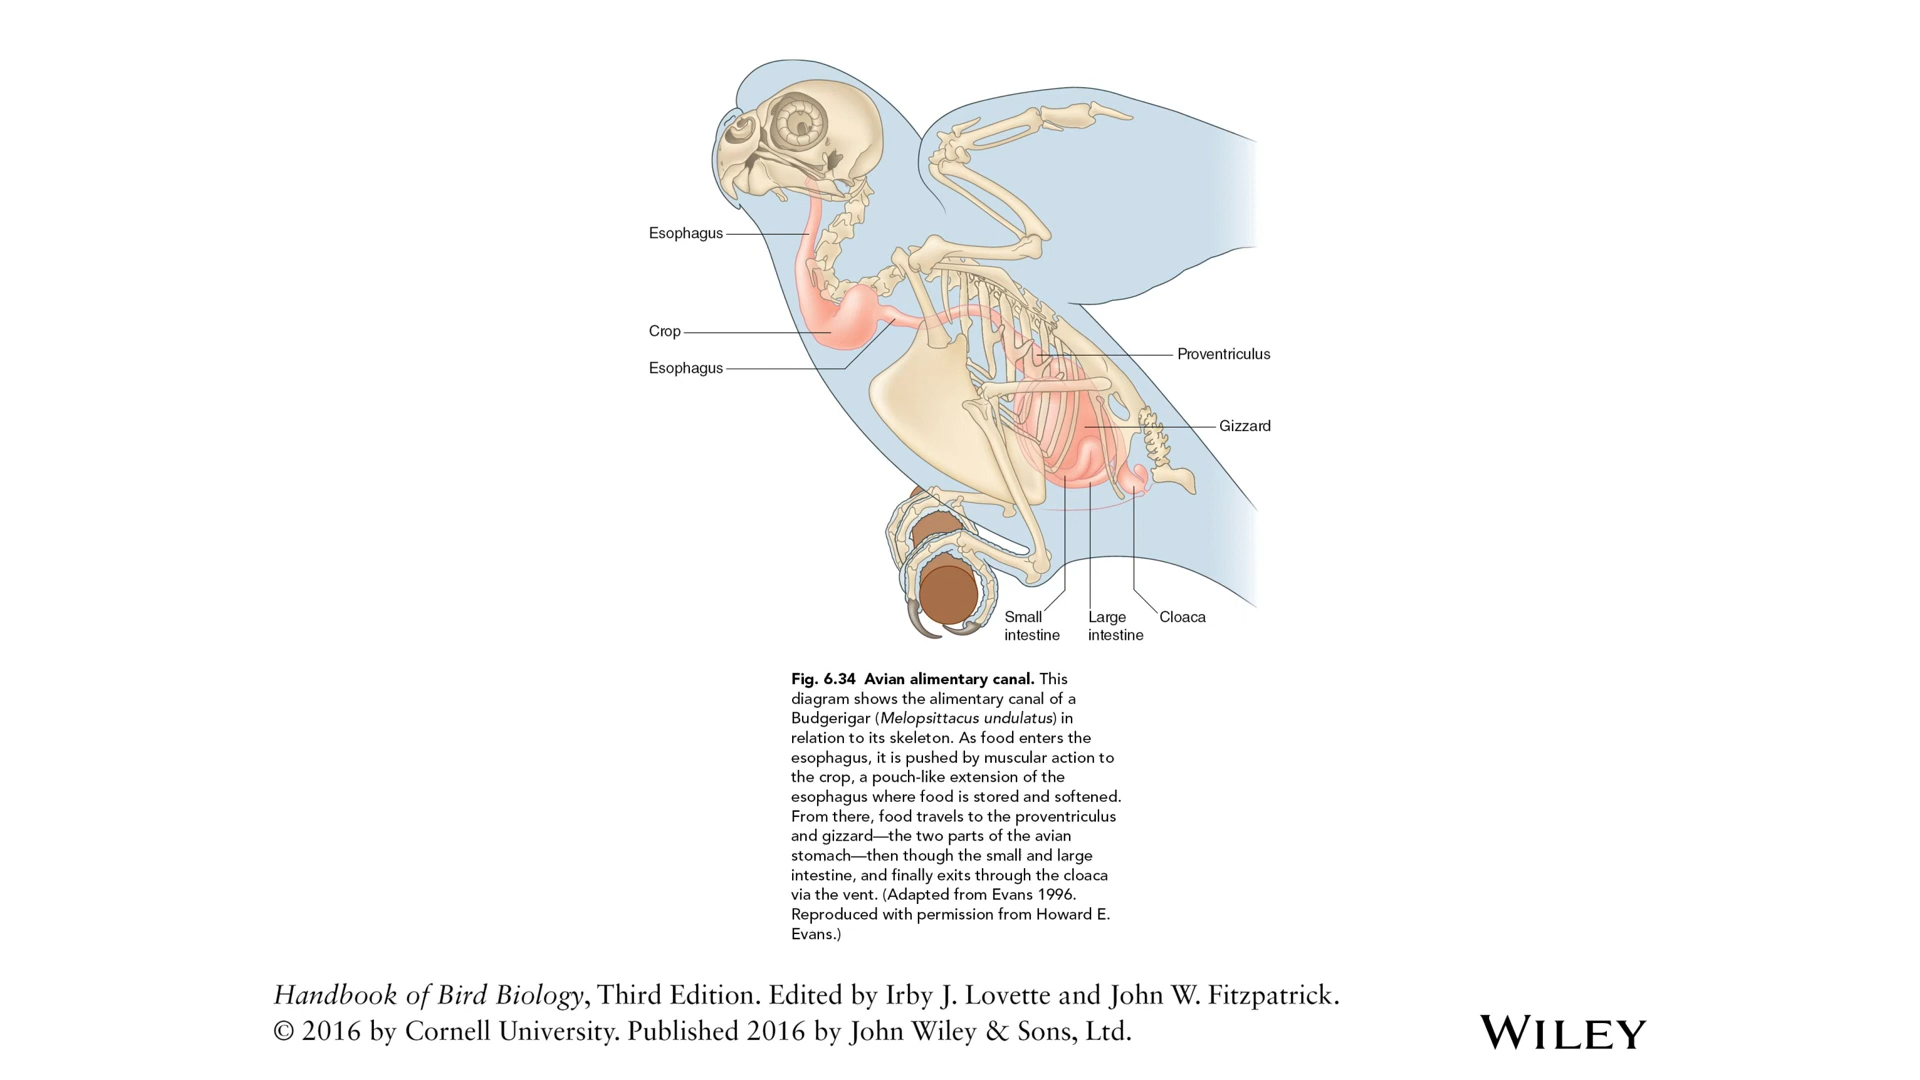 Esophagus
Crop
Esophagus
Proventriculus
Gizzard
Small
intestine
Large
intestine
Cloaca
Fig. 6.34 Avian alimentary canal. This
diagram shows the alimentary canal of a
Budgerigar (Melopsittacus undulatus) in
relation to its skeleton. As food enters the
esophagus, it is pushed by muscular action to
the crop, a pouch-like extension of the
esophagus where food is stored and softened.
From there, food travels to the proventriculus
and gizzard—the two parts of the avian
stomach—then though the small and large
intestine, and finally exits through the cloaca
via the vent. (Adapted from Evans 1996.
Reproduced with permission from Howard E.
Evans.)
Handbook of Bird Biology, Third Edition. Edited by Irby J. Lovette and John W. Fitzpatrick.
© 2016 by Cornell University. Published 2016 by John Wiley & Sons, Ltd.
WILEY